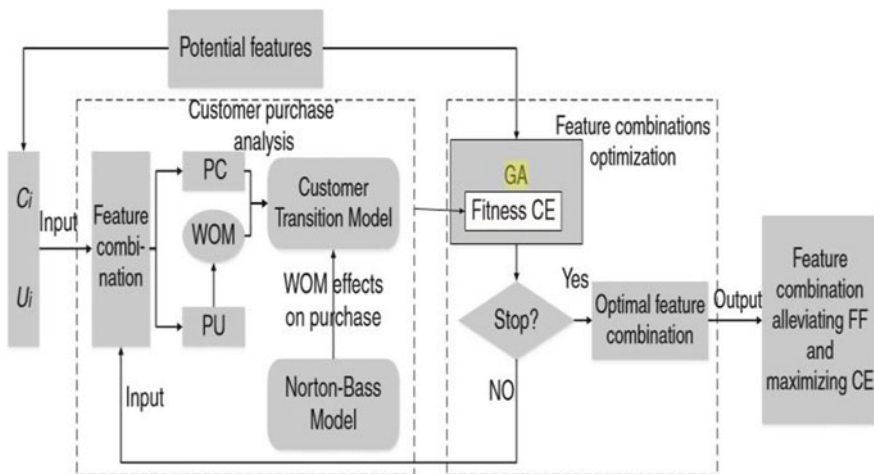 Potential features
Customer purchase
analysis
Feature combinations
optimization
Ci
Ui
Input
Feature
combi-
nation
PC
WOM
PU
Customer
Transition Model
WOM effects
on purchase
Norton-Bass
Model
Input
GA
Fitness CE
Stop?
Yes
NO
Optimal feature
combination
Output
Feature
combination
alleviating FF
and
maximizing CE